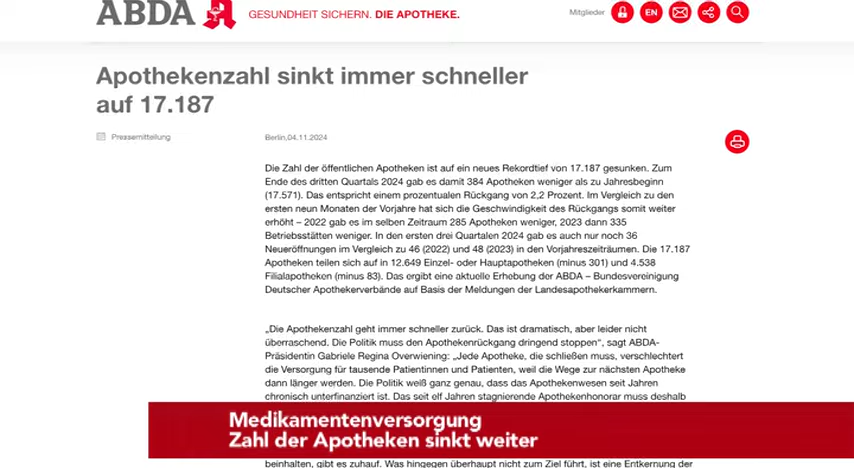 ABDA
GESUNDHEIT SICHERN. DIE APOTHEKE.
Mitglieder
EN
Apothekenzahl sinkt immer schneller
auf 17.187
Pressemitteilung
Berlin,04.11.2024
Die Zahl der öffentlichen Apotheken ist auf ein neues Rekordtief von 17.187 gesunken. Zum
Ende des dritten Quartals 2024 gab es damit 384 Apotheken weniger als zu Jahresbeginn
(17.571). Das entspricht einem prozentualen Rückgang von 2,2 Prozent. Im Vergleich zu den
ersten neun Monaten der Vorjahre hat sich die Geschwindigkeit des Rückgangs somit weiter
erhöht – 2022 gab es im selben Zeitraum 285 Apotheken weniger, 2023 dann 335
Betriebsstätten weniger. In den ersten drei Quartalen 2024 gab es auch nur noch 36
Neueröffnungen im Vergleich zu 46 (2022) und 48 (2023) in den Vorjahreszeiträumen. Die 17.187
Apotheken teilen sich auf in 12.649 Einzel- oder Hauptapotheken (minus 301) und 4.538
Filialapotheken (minus 83). Das ergibt eine aktuelle Erhebung der ABDA – Bundesvereinigung
Deutscher Apothekerverbände auf Basis der Meldungen der Landesapothekerkammern.
„Die Apothekenzahl geht immer schneller zurück. Das ist dramatisch, aber leider nicht
überraschend. Die Politik muss den Apothekenrückgang dringend stoppen“, sagt ABDA-
Präsidentin Gabriele Regina Overwiening: „Jede Apotheke, die schließen muss, verschlechtert
die Versorgung für tausende Patientinnen und Patienten, weil die Wege zur nächsten Apotheke
dann länger werden. Die Politik weiß ganz genau, dass das Apothekenwesen seit Jahren
chronisch unterfinanziert ist. Das seit elf Jahren stagnierende Apothekenhonorar muss deshalb
Medikamentenversorgung
Zahl der Apotheken sinkt weiter
beinhalten, gibt es zuhauf. Was hingegen überhaupt nicht zum Ziel führt, ist eine Entkernung der